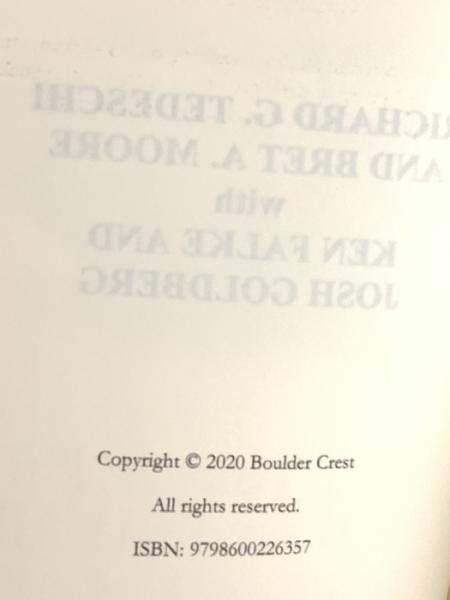 RICHARD G. TEDESCHI
AND BRET A. MOORE
with
KEN FALKE AND
JOSH GOLDBERG
Copyright © 2020 Boulder Crest
All rights reserved.
ISBN: 9798600226357